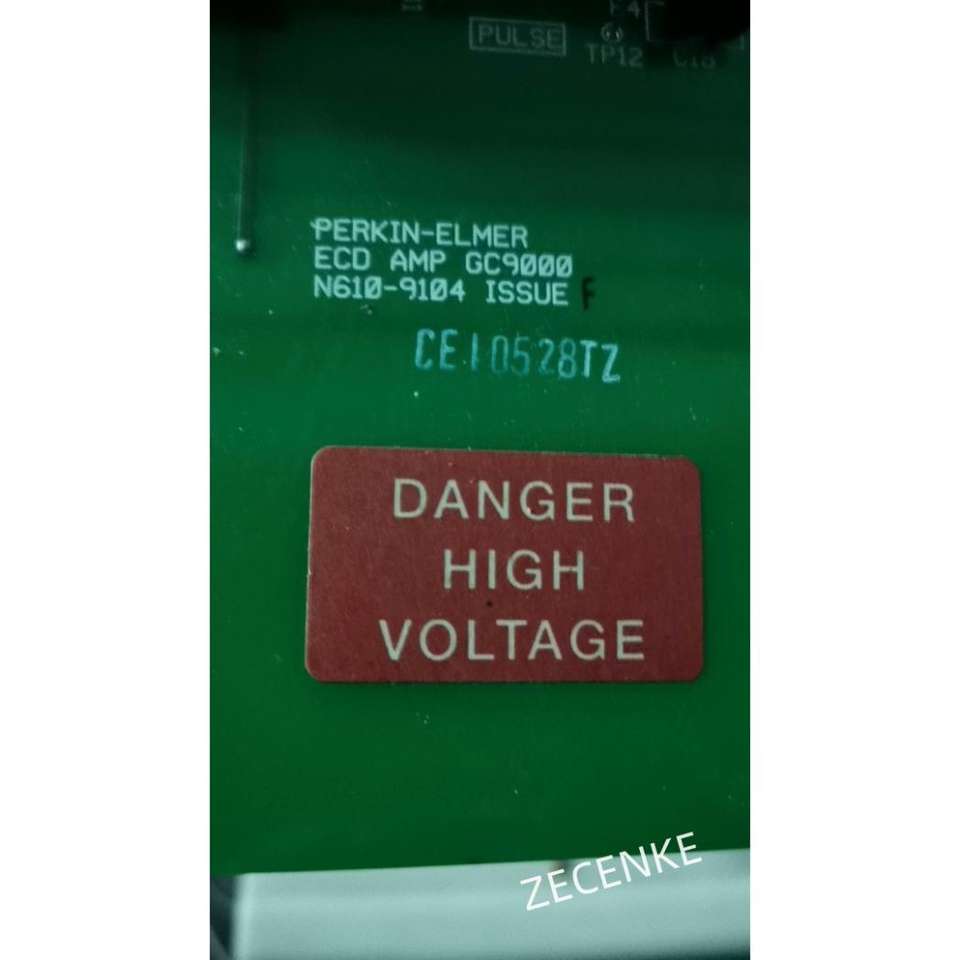 PULSE
TP12
PERKIN-ELMER
ECD AMP GC9000
N610-9104 ISSUE F
CE10528TZ
DANGER
HIGH
VOLTAGE
ZECENKE